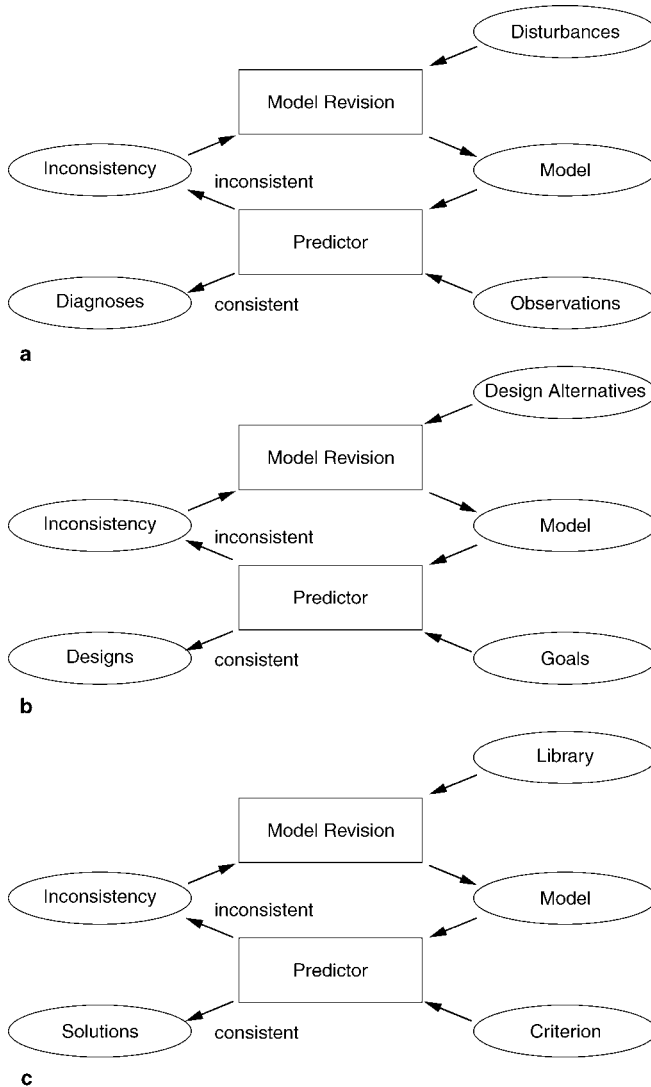 Disturbances
Model Revision
Inconsistency
Model
inconsistent
Predictor
Diagnoses
consistent
Observations
a
Design Alternatives
Model Revision
Inconsistency
Model
inconsistent
Predictor
Designs
consistent
Goals
b
Library
Model Revision
Inconsistency
Model
inconsistent
Predictor
Solutions
consistent
Criterion
c